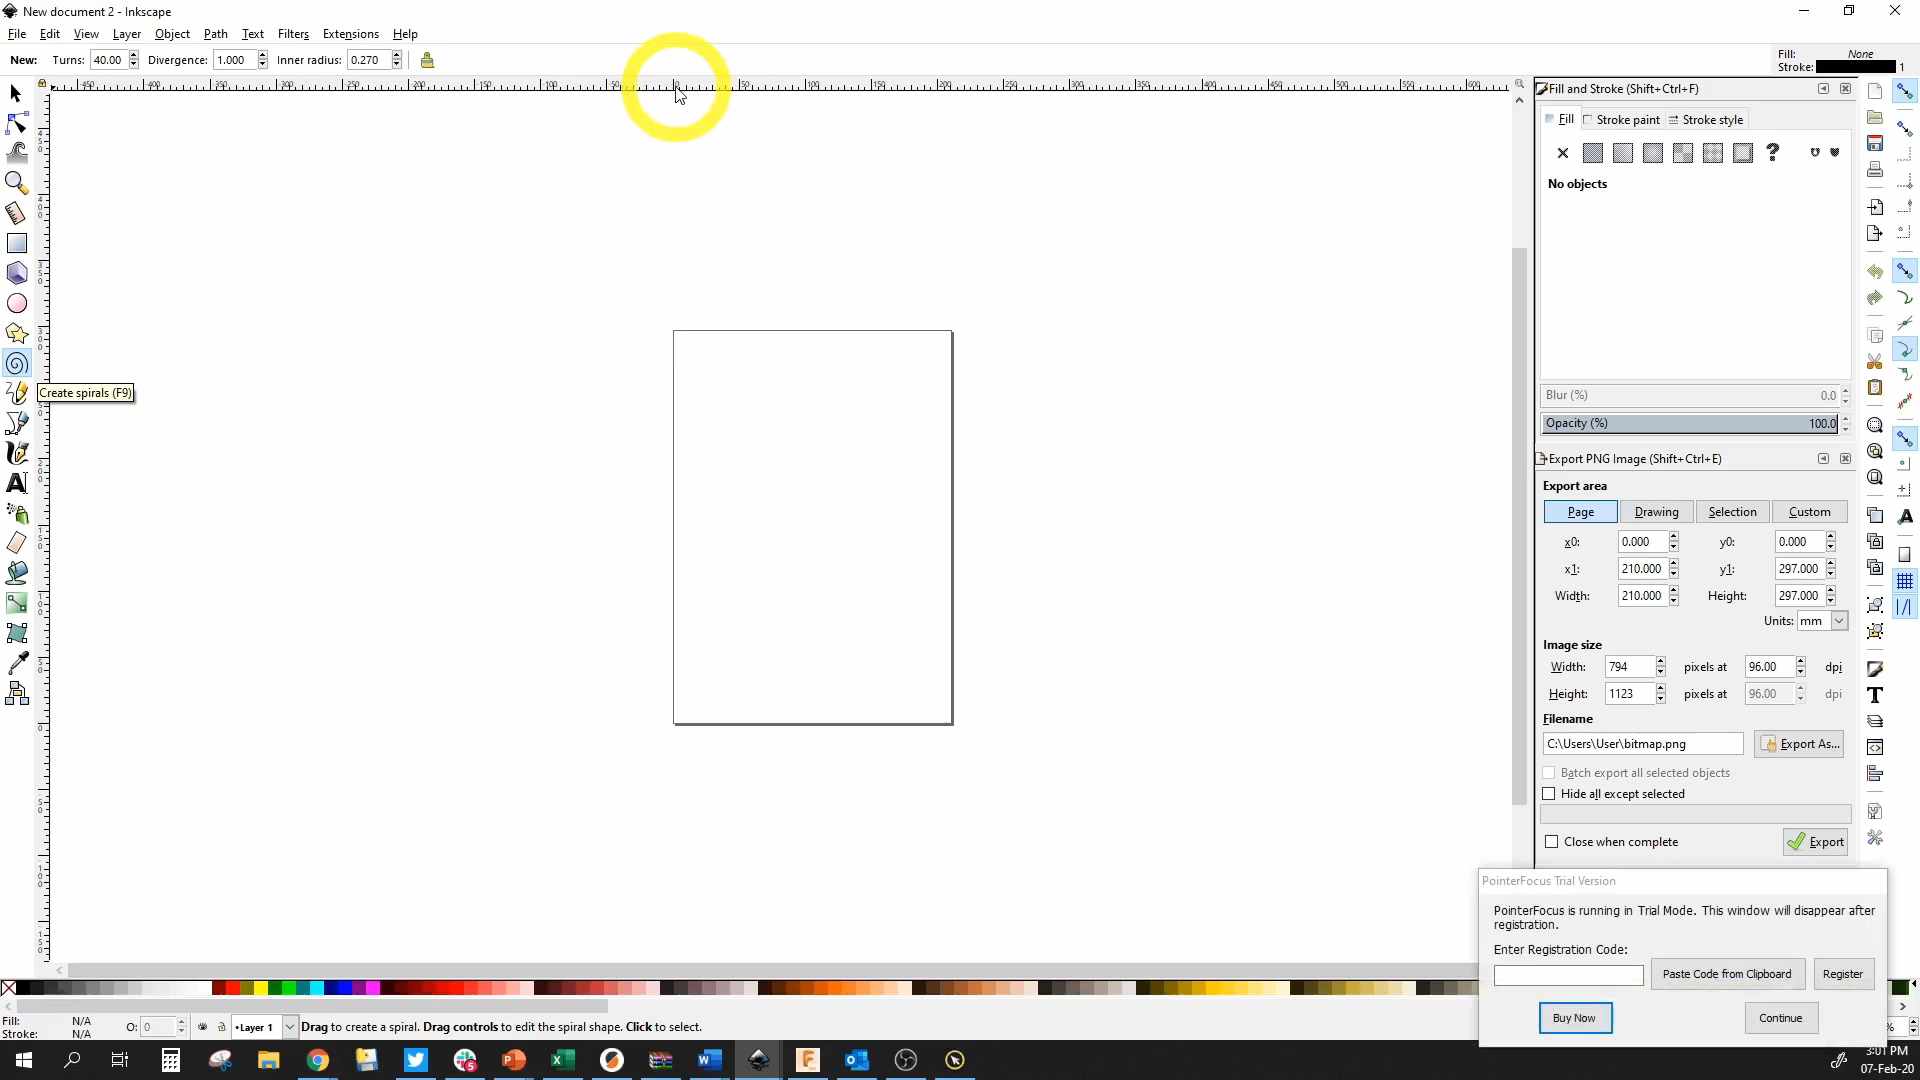 New document 2 - Inkscape
File Edit View Layer Object Path Text Filters Extensions Help
New: Turns: 40.00 Divergence: 1.000 Inner radius: 0.270
Fill: None
Stroke: 1
Fill and Stroke (Shift+Ctrl+F)
Fill Stroke paint Stroke style
No objects
Create spirals (F9)
Blur (%) 0.0
Opacity (%) 100.0
Export PNG Image (Shift+Ctrl+E)
Export area
Page Drawing Selection Custom
x0: 0.000 y0: 0.000
x1: 210.000 y1: 297.000
Width: 210.000 Height: 297.000
Units: mm
Image size
Width: 794 pixels at 96.00 dpi
Height: 1123 pixels at 96.00 dpi
Filename
C:\Users\User\bitmap.png Export As...
Batch export all selected objects
Hide all except selected
Close when complete Export
PointerFocus Trial Version
PointerFocus is running in Trial Mode. This window will disappear after
registration.
Enter Registration Code:
Paste Code from Clipboard Register
Buy Now Continue
Fill: N/A
Stroke: N/A
O: 0
•Layer 1
Drag to create a spiral. Drag controls to edit the spiral shape. Click to select.
%
3:01 PM
07-Feb-20